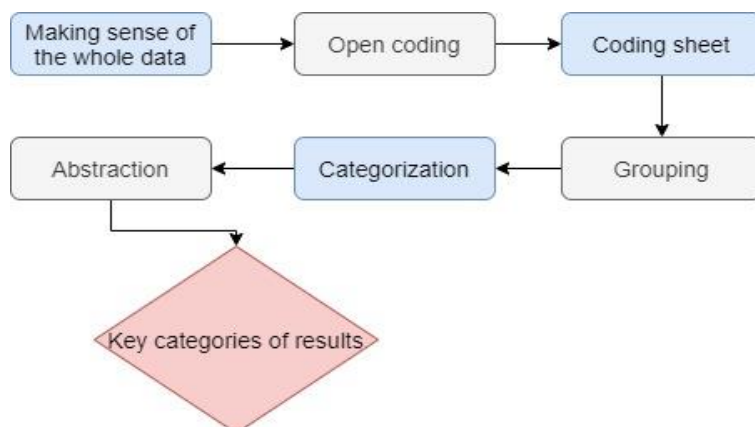 Making sense of
the whole data
Open coding
Coding sheet
Grouping
Categorization
Abstraction
Key categories of results